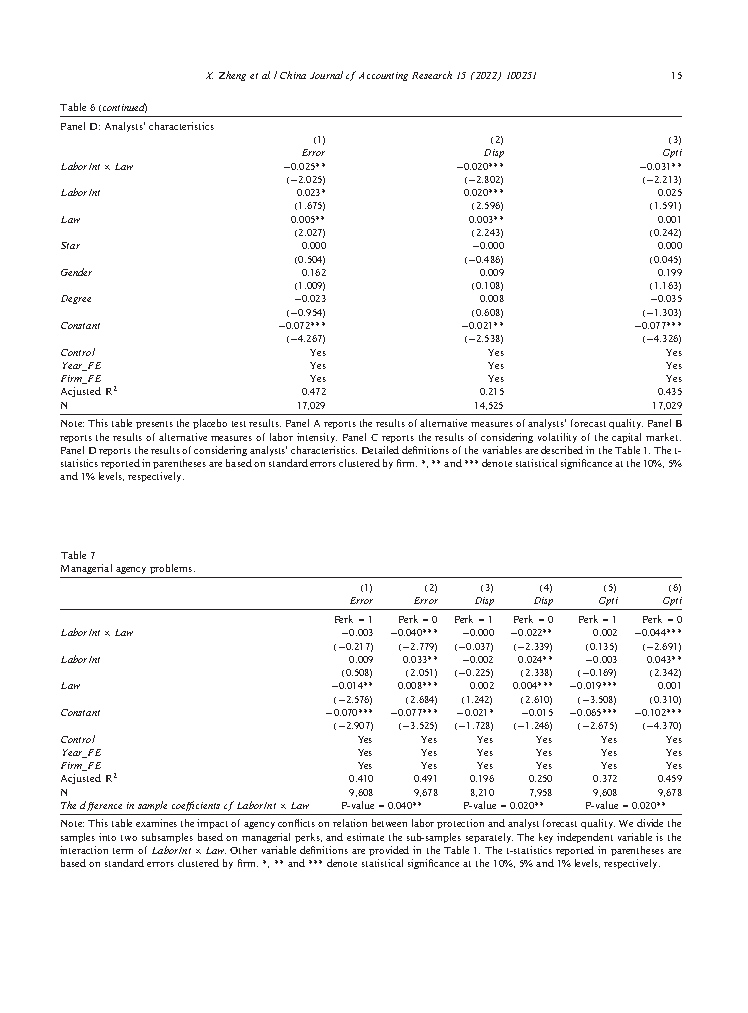 X. Zheng et al. / China Journal of Accounting Research 15 (2022) 100251 15
Table 6 (continued)
Panel D: Analysts' characteristics
(1) (2) (3)
Error Disp Opti
LaborInt × Law −0.025** −0.020*** −0.031**
(−2.025) (−2.802) (−2.213)
LaborInt 0.023* 0.020*** 0.025
(1.675) (2.596) (1.591)
Law 0.005** 0.003** 0.001
(2.027) (2.243) (0.242)
Star 0.000 −0.000 0.000
(0.504) (−0.486) (0.045)
Gender 0.162 0.009 0.199
(1.009) (0.108) (1.163)
Degree −0.023 0.008 −0.035
(−0.954) (0.608) (−1.303)
Constant −0.072*** −0.021** −0.077***
(−4.267) (−2.538) (−4.326)
Control Yes Yes Yes
Year_FE Yes Yes Yes
Firm_FE Yes Yes Yes
Adjusted R² 0.472 0.215 0.435
N 17,029 14,525 17,029
Note: This table presents the placebo test results. Panel A reports the results of alternative measures of analysts' forecast quality. Panel B
reports the results of alternative measures of labor intensity. Panel C reports the results of considering volatility of the capital market.
Panel D reports the results of considering analysts' characteristics. Detailed definitions of the variables are described in the Table 1. The t-
statistics reported in parentheses are based on standard errors clustered by firm. *, ** and *** denote statistical significance at the 10%, 5%
and 1% levels, respectively.
Table 7
Managerial agency problems.
(1) (2) (3) (4) (5) (6)
Error Error Disp Disp Opti Opti
Perk = 1 Perk = 0 Perk = 1 Perk = 0 Perk = 1 Perk = 0
LaborInt × Law −0.003 −0.040*** −0.000 −0.022** 0.002 −0.044***
(−0.217) (−2.779) (−0.037) (−2.339) (0.135) (−2.691)
LaborInt 0.009 0.033** −0.002 0.024** −0.003 0.043**
(0.508) (2.051) (−0.225) (2.338) (−0.169) (2.342)
Law −0.014** 0.008*** 0.002 0.004*** −0.019*** 0.001
(−2.576) (2.684) (1.242) (2.610) (−3.508) (0.310)
Constant −0.070*** −0.077*** −0.021* −0.015 −0.065*** −0.102***
(−2.907) (−3.525) (−1.728) (−1.246) (−2.675) (−4.370)
Control Yes Yes Yes Yes Yes Yes
Year_FE Yes Yes Yes Yes Yes Yes
Firm_FE Yes Yes Yes Yes Yes Yes
Adjusted R² 0.410 0.491 0.196 0.250 0.372 0.459
N 9,608 9,678 8,210 7,958 9,608 9,678
The difference in sample coefficients of LaborInt × Law P-value = 0.040** P-value = 0.020** P-value = 0.020**
Note: This table examines the impact of agency conflicts on relation between labor protection and analyst forecast quality. We divide the
samples into two subsamples based on managerial perks, and estimate the sub-samples separately. The key independent variable is the
interaction term of LaborInt × Law. Other variable definitions are provided in the Table 1. The t-statistics reported in parentheses are
based on standard errors clustered by firm. *, ** and *** denote statistical significance at the 10%, 5% and 1% levels, respectively.